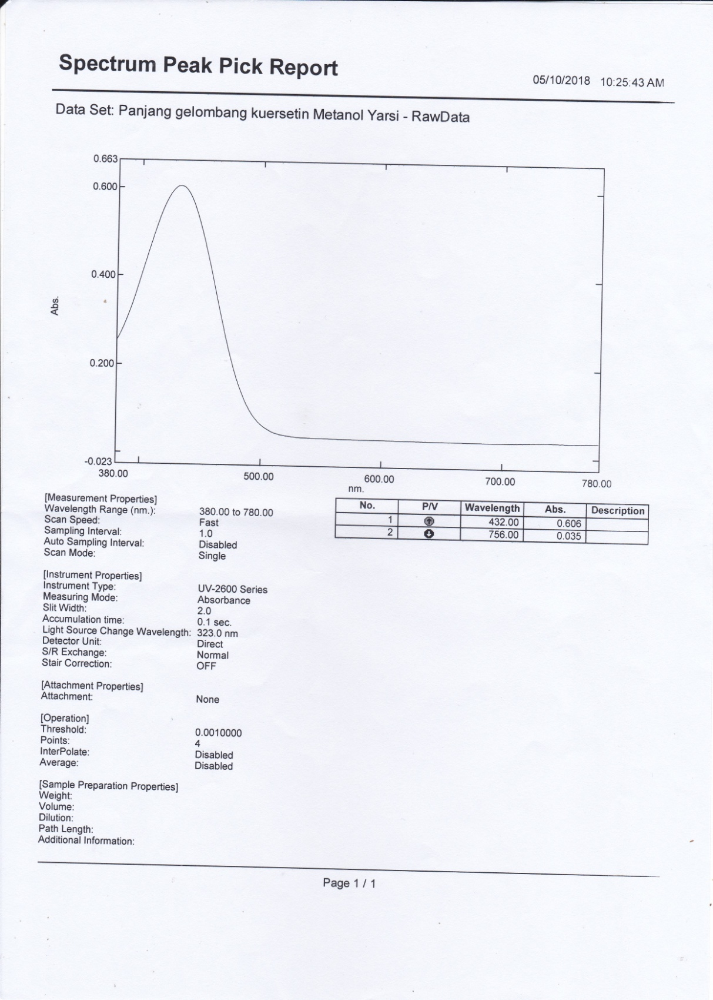 Spectrum Peak Pick Report
05/10/2018 10:25:43 AM
Data Set: Panjang gelombang kuersetin Metanol Yarsi - RawData
0.663
0.600
0.400
Abs.
0.200
-0.023
380.00 500.00 600.00 700.00 780.00
nm.
[Measurement Properties]
Wavelength Range (nm.): 380.00 to 780.00
Scan Speed: Fast
Sampling Interval: 1.0
Auto Sampling Interval: Disabled
Scan Mode: Single
No. P/V Wavelength Abs. Description
1 432.00 0.606
2 756.00 0.035
[Instrument Properties]
Instrument Type: UV-2600 Series
Measuring Mode: Absorbance
Slit Width: 2.0
Accumulation time: 0.1 sec.
Light Source Change Wavelength: 323.0 nm
Detector Unit: Direct
S/R Exchange: Normal
Stair Correction: OFF
[Attachment Properties]
Attachment: None
[Operation]
Threshold: 0.0010000
Points: 4
InterPolate: Disabled
Average: Disabled
[Sample Preparation Properties]
Weight:
Volume:
Dilution:
Path Length:
Additional Information:
Page 1 / 1